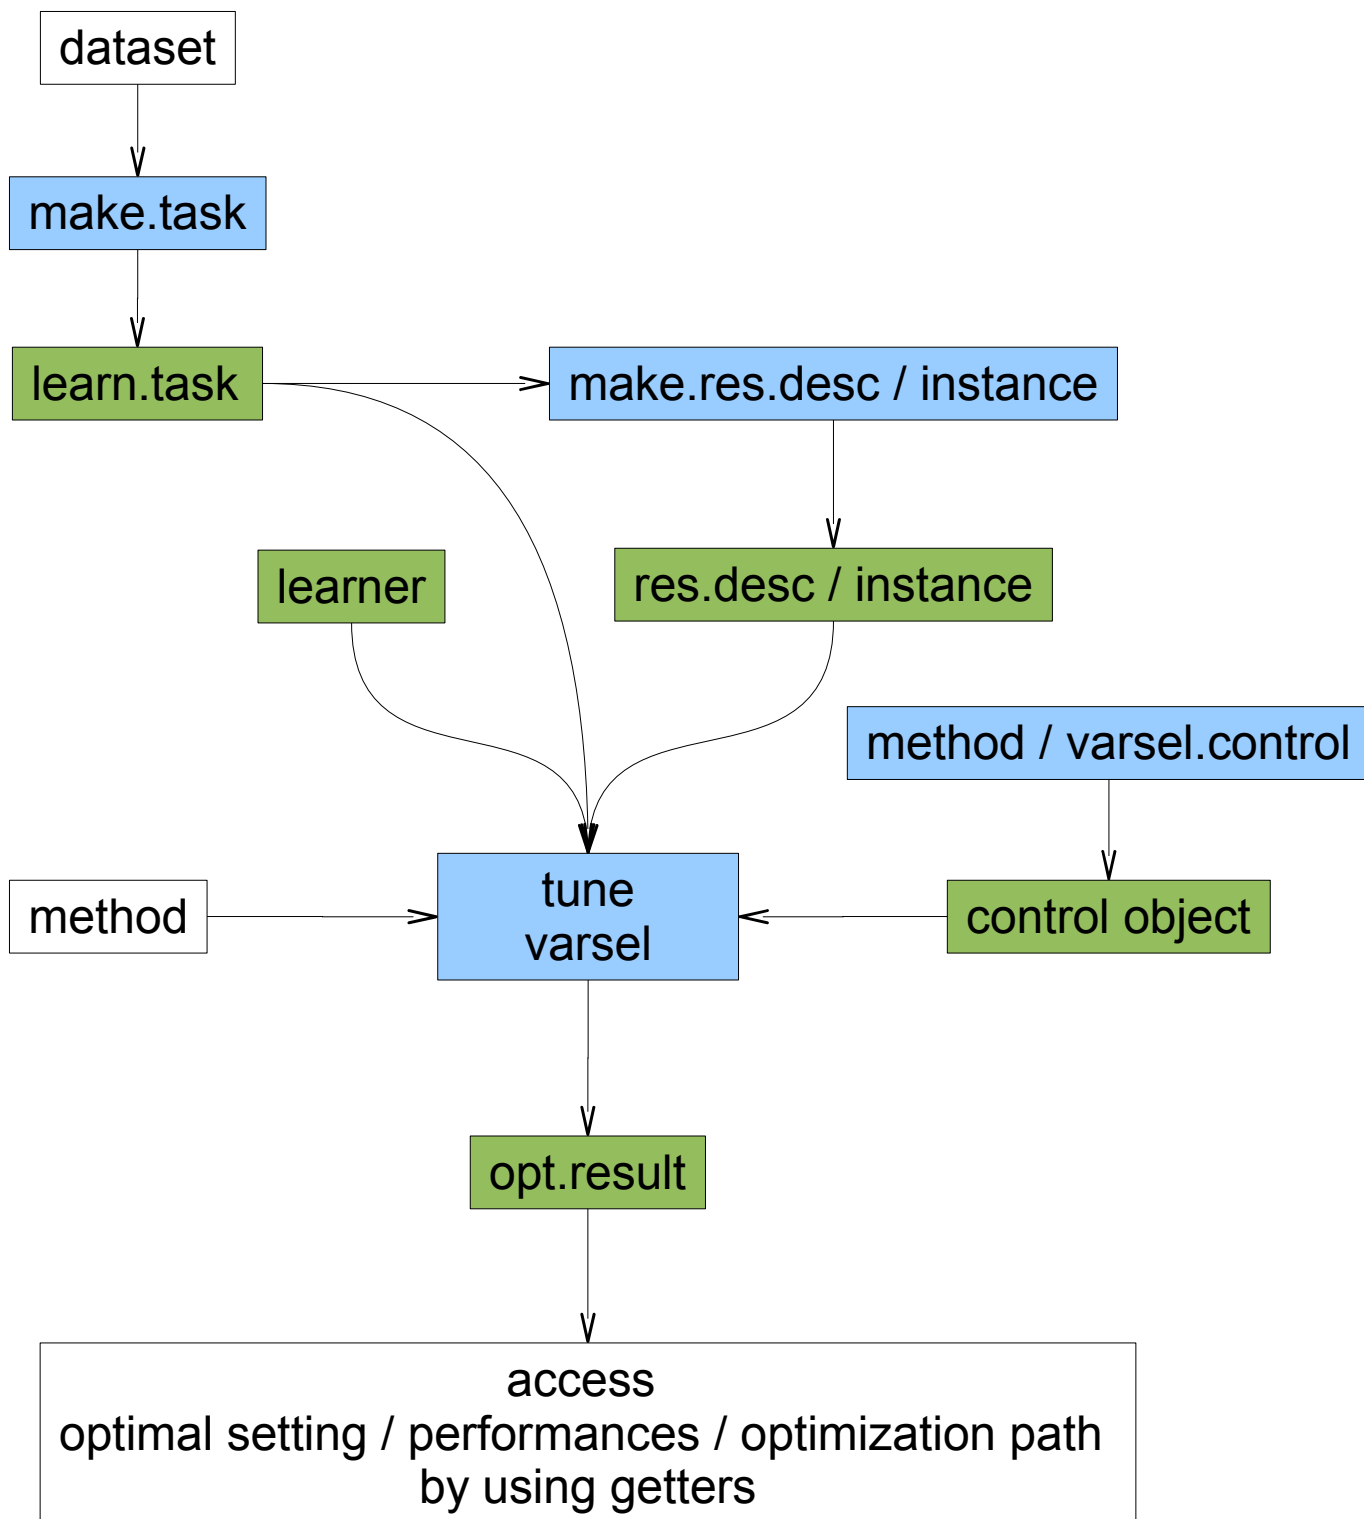 dataset
make.task
learn.task
make.res.desc / instance
learner
res.desc / instance
method / varsel.control
method
tune
varsel
control object
opt.result
access
optimal setting / performances / optimization path
by using getters